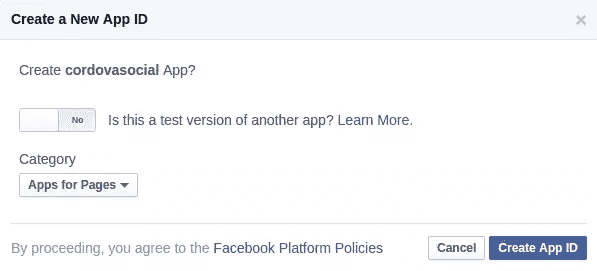 Create a New App ID ×
Create cordovasocial App?
No Is this a test version of another app? Learn More.
Category
Apps for Pages
By proceeding, you agree to the Facebook Platform Policies Cancel Create App ID